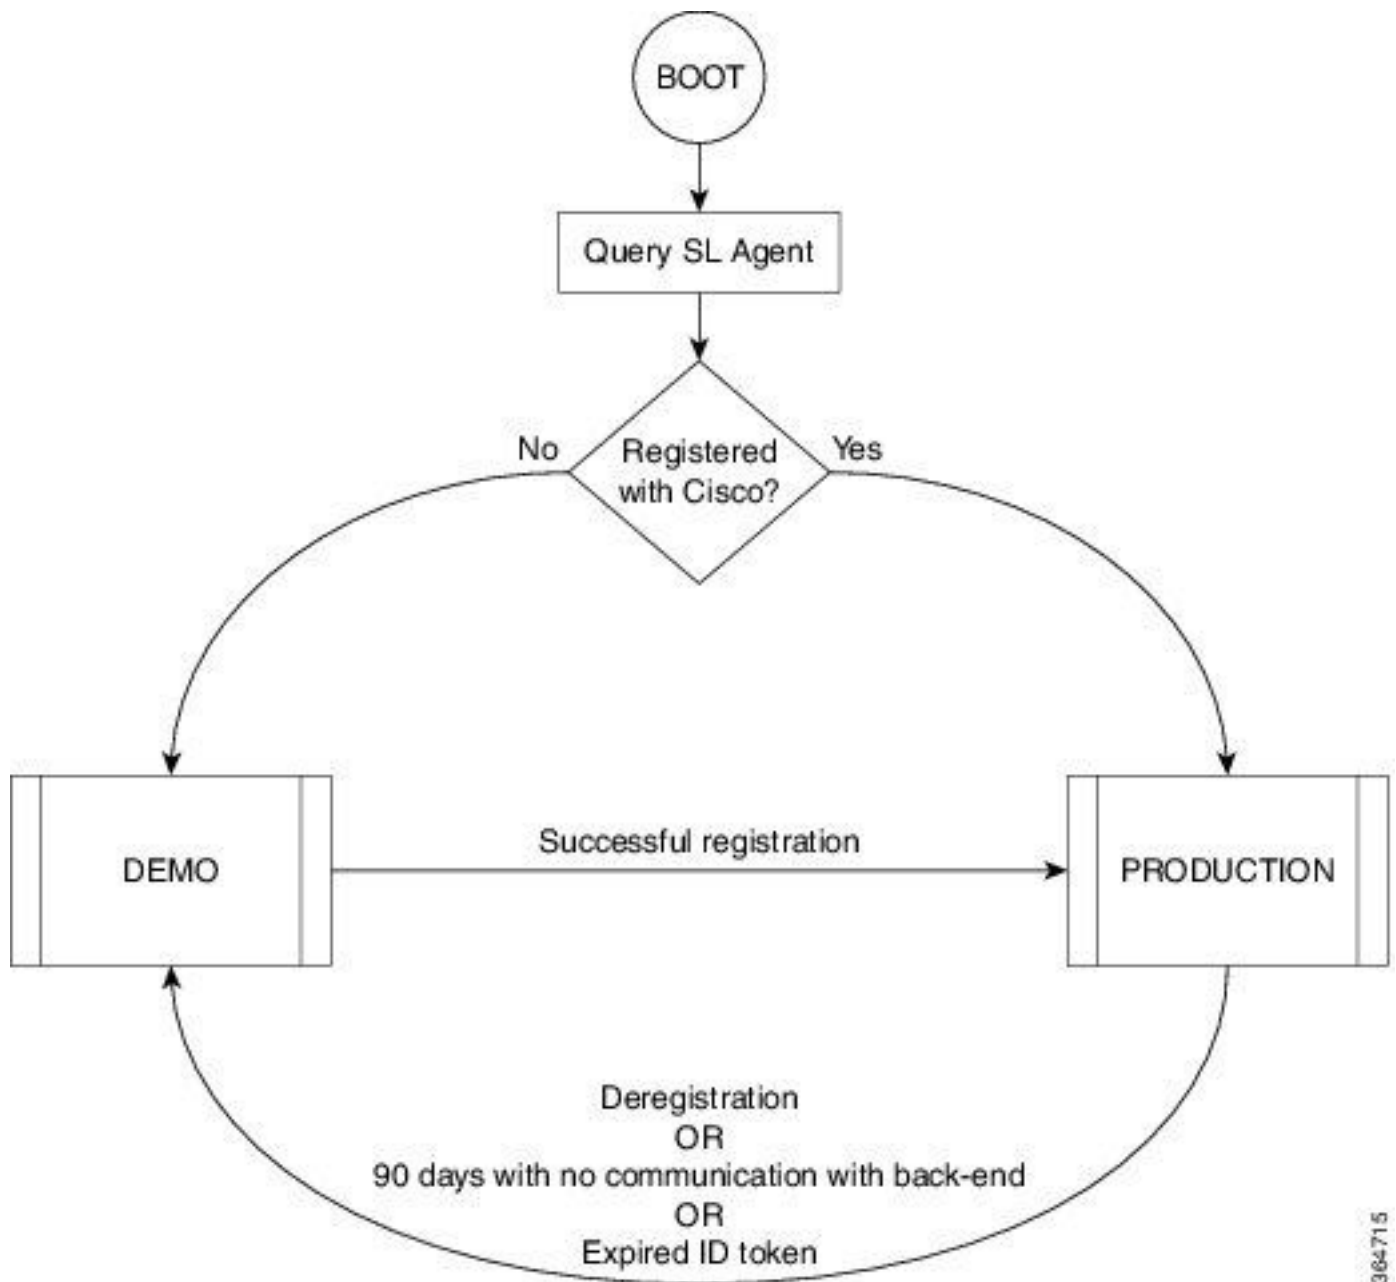 BOOT
Query SL Agent
No
Registered
with Cisco?
Yes
DEMO
Successful registration
PRODUCTION
Deregistration
OR
90 days with no communication with back-end
OR
Expired ID token
364715